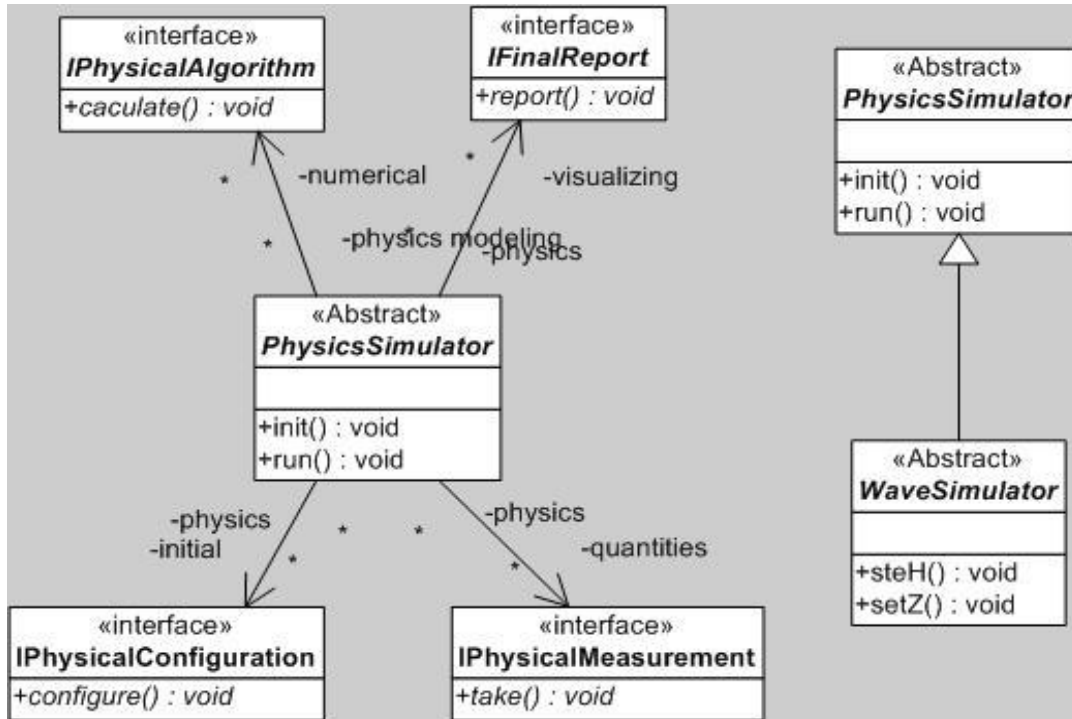 «interface»
IPhysicalAlgorithm
+caculate() : void
«interface»
IFinalReport
+report() : void
«Abstract»
PhysicsSimulator
+init() : void
+run() : void
*
-numerical
*
-visualizing
*
-physics modeling
*
-physics
«Abstract»
PhysicsSimulator
+init() : void
+run() : void
-physics
-initial
*
*
*
-physics
-quantities
*
«interface»
IPhysicalConfiguration
+configure() : void
«interface»
IPhysicalMeasurement
+take() : void
«Abstract»
WaveSimulator
+steH() : void
+setZ() : void